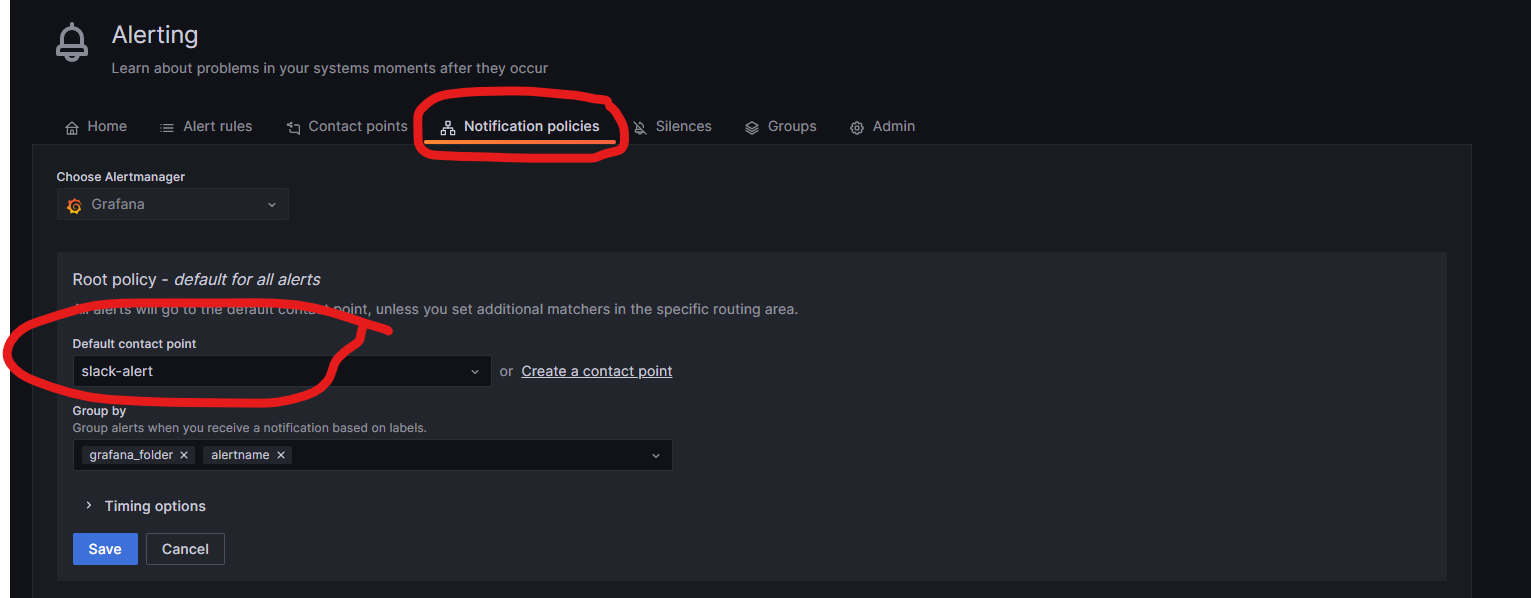 Alerting
Learn about problems in your systems moments after they occur
Home Alert rules Contact points Notification policies Silences Groups Admin
Choose Alertmanager
Grafana
Root policy - default for all alerts
All alerts will go to the default contact point, unless you set additional matchers in the specific routing area.
Default contact point
slack-alert or Create a contact point
Group by
Group alerts when you receive a notification based on labels.
grafana_folder × alertname ×
Timing options
Save Cancel